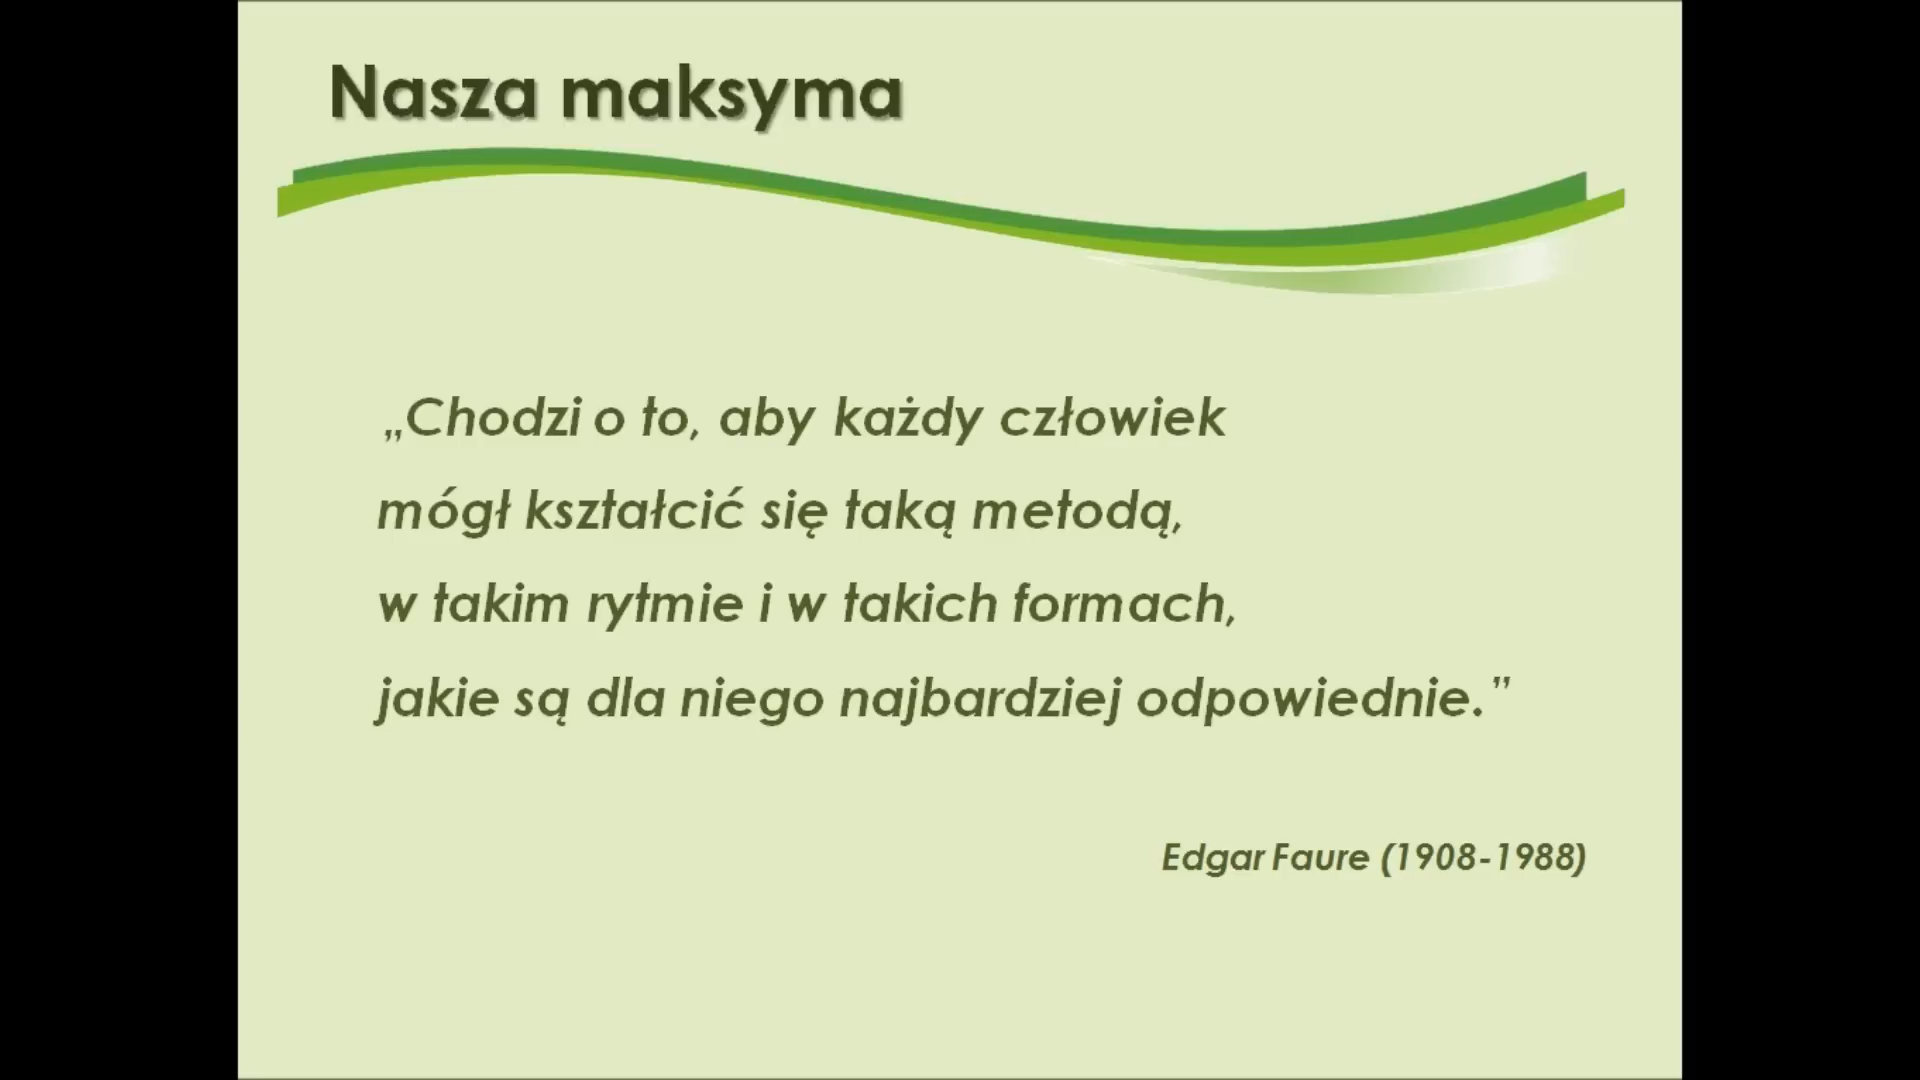 Nasza maksyma
„Chodzi o to, aby każdy człowiek
mógł kształcić się taką metodą,
w takim rytmie i w takich formach,
jakie są dla niego najbardziej odpowiednie.”
Edgar Faure (1908-1988)